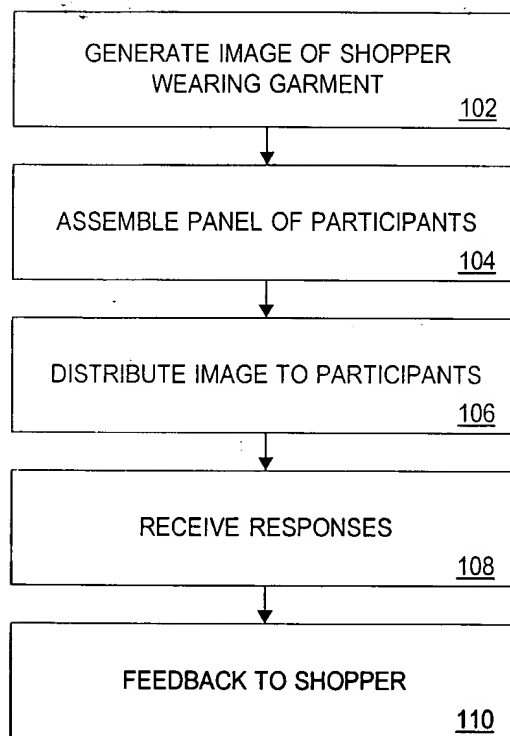 GENERATE IMAGE OF SHOPPER
WEARING GARMENT
102
ASSEMBLE PANEL OF PARTICIPANTS
104
DISTRIBUTE IMAGE TO PARTICIPANTS
106
RECEIVE RESPONSES
108
FEEDBACK TO SHOPPER
110